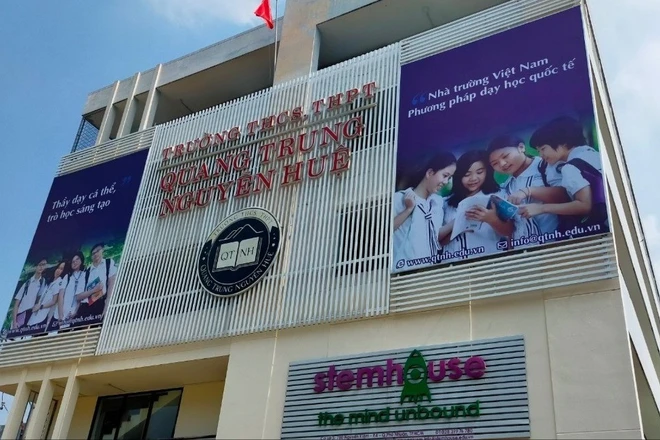 TRƯỜNG THCS, THPT
QUANG TRUNG
NGUYỄN HUỆ
Thầy dạy cá thể,
trò học sáng tạo
Nhà trường Việt Nam
Phương pháp dạy học quốc tế
QT NH
QUANG TRUNG NGUYỄN HUỆ
www.qtnh.edu.vn
info@qtnh.edu.vn
stemhouse
the mind unbound